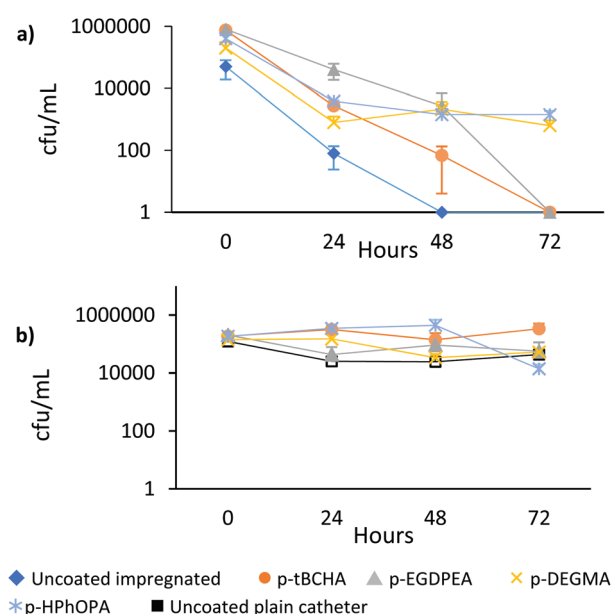 a)
1000000
10000
100
1
cfu/mL
0 24 48 72
Hours
b)
1000000
10000
100
1
cfu/mL
0 24 48 72
Hours
Uncoated impregnated p-tBCHA p-EGDPEA p-DEGMA
p-HPhOPA Uncoated plain catheter